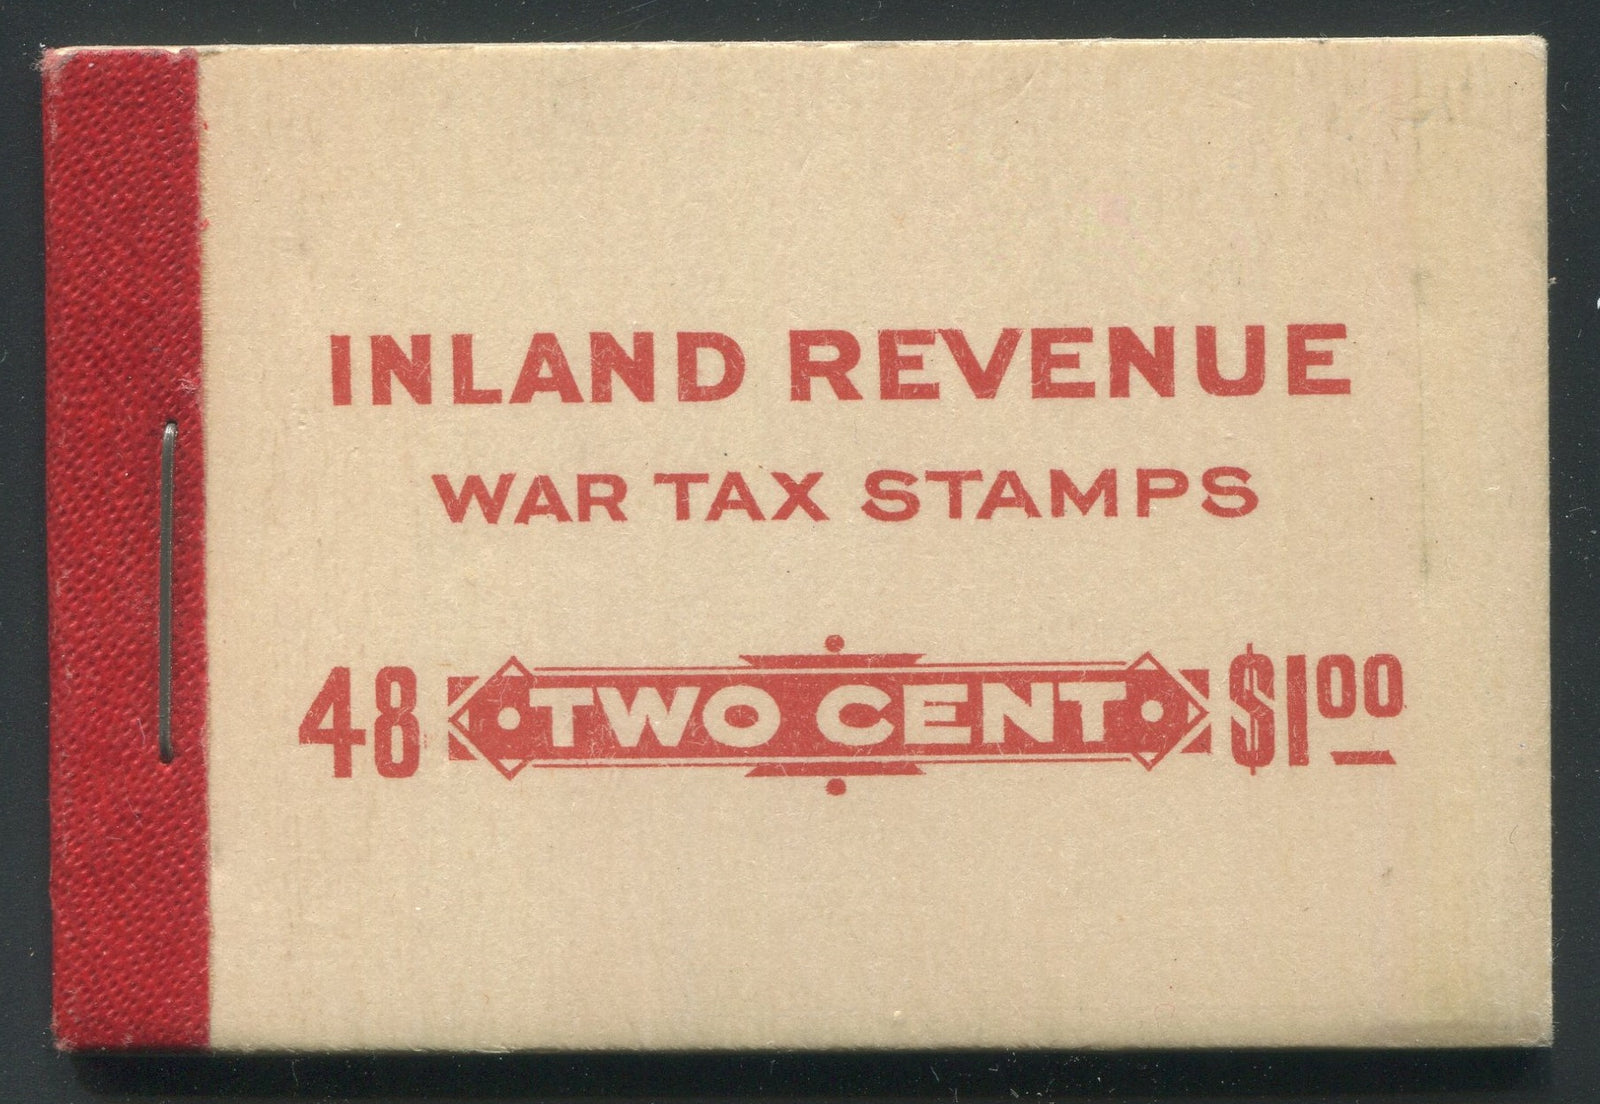 INLAND REVENUE
WAR TAX STAMPS
48 TWO CENT $1.00